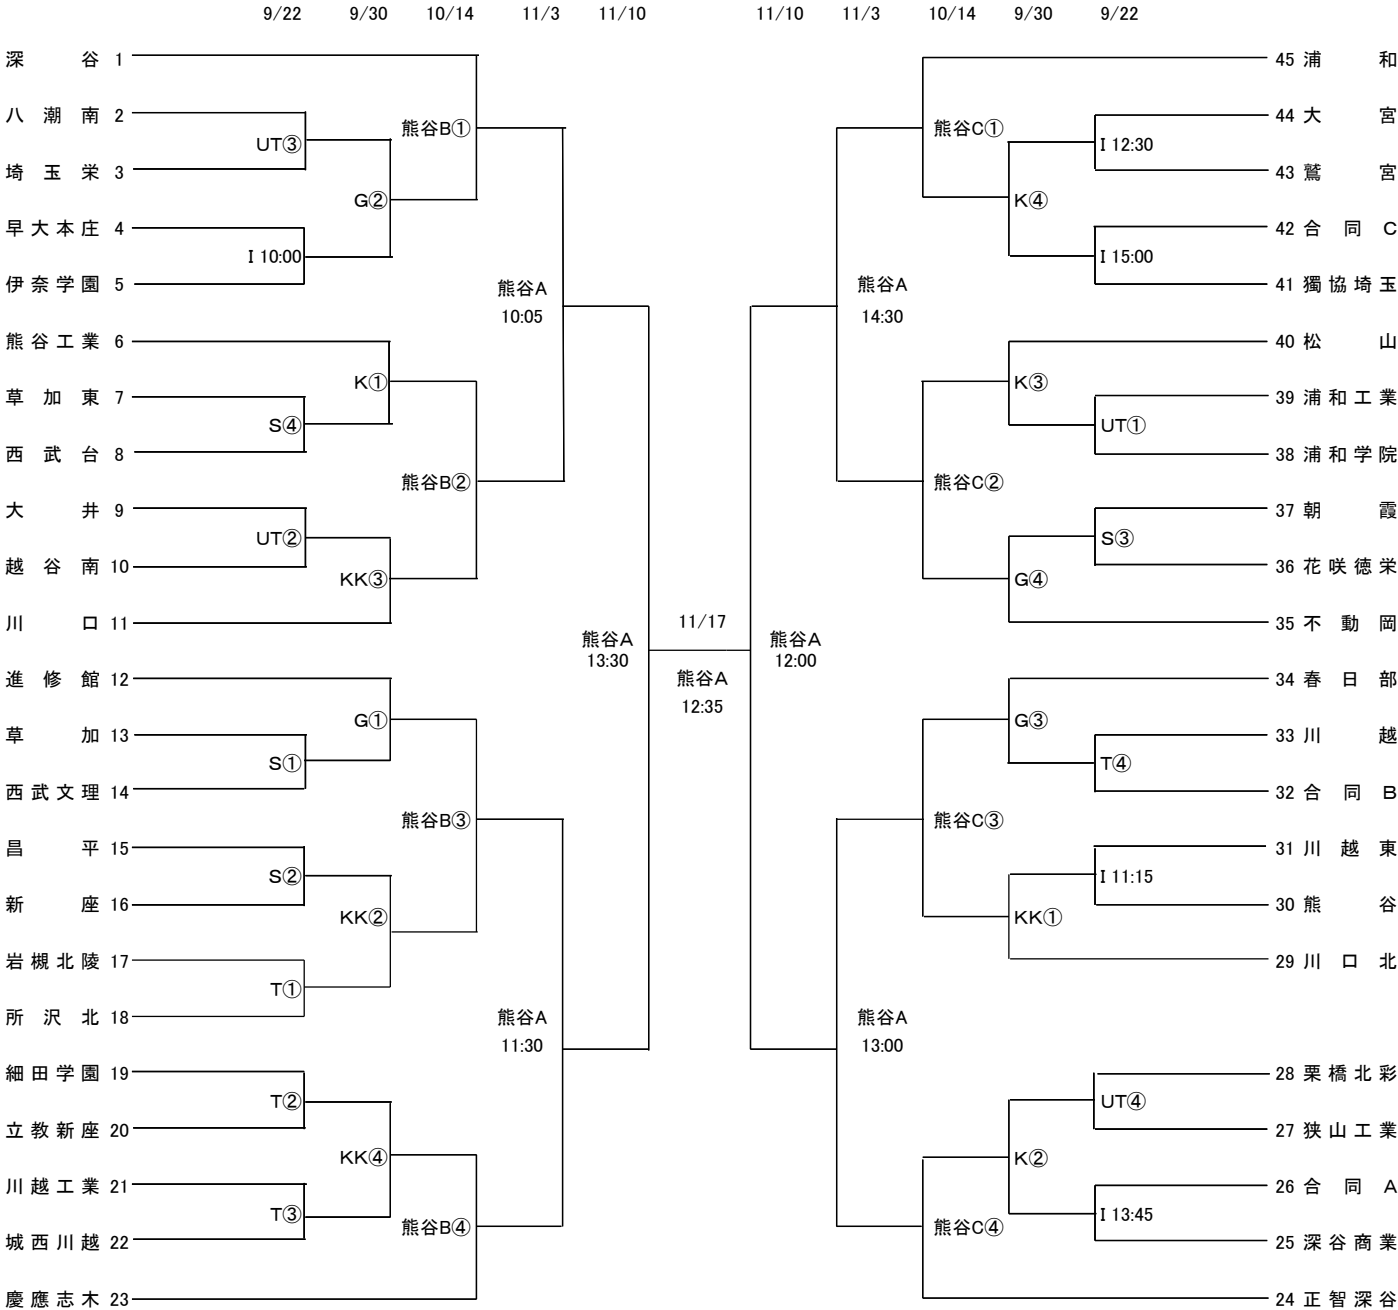 9/22 9/30 10/14 11/3 11/10 11/10 11/3 10/14 9/30 9/22
深谷 1
八潮南 2
UT③
埼玉栄 3
G②
早大本庄 4
I 10:00
伊奈学園 5
熊谷B①
熊谷工業 6
K①
草加東 7
S④
西武台 8
熊谷B②
大井 9
UT②
越谷南 10
KK③
川口 11
熊谷A
10:05
進修館 12
G①
草加 13
S①
西武文理 14
熊谷B③
昌平 15
S②
新座 16
KK②
岩槻北陵 17
T①
所沢北 18
熊谷A
11:30
細田学園 19
T②
立教新座 20
KK④
川越工業 21
T③
城西川越 22
熊谷B④
慶應志木 23
熊谷A
13:30
11/17
熊谷A
12:35
熊谷A
12:00
45 浦和
熊谷C①
44 大宮
I 12:30
43 鷲宮
K④
42 合同C
I 15:00
41 獨協埼玉
熊谷A
14:30
40 松山
K③
39 浦和工業
UT①
38 浦和学院
熊谷C②
37 朝霞
S③
36 花咲徳栄
G④
35 不動岡
34 春日部
G③
33 川越
T④
32 合同B
熊谷C③
31 川越東
I 11:15
30 熊谷
KK①
29 川口北
熊谷A
13:00
28 栗橋北彩
UT④
27 狭山工業
K②
26 合同A
I 13:45
25 深谷商業
熊谷C④
24 正智深谷